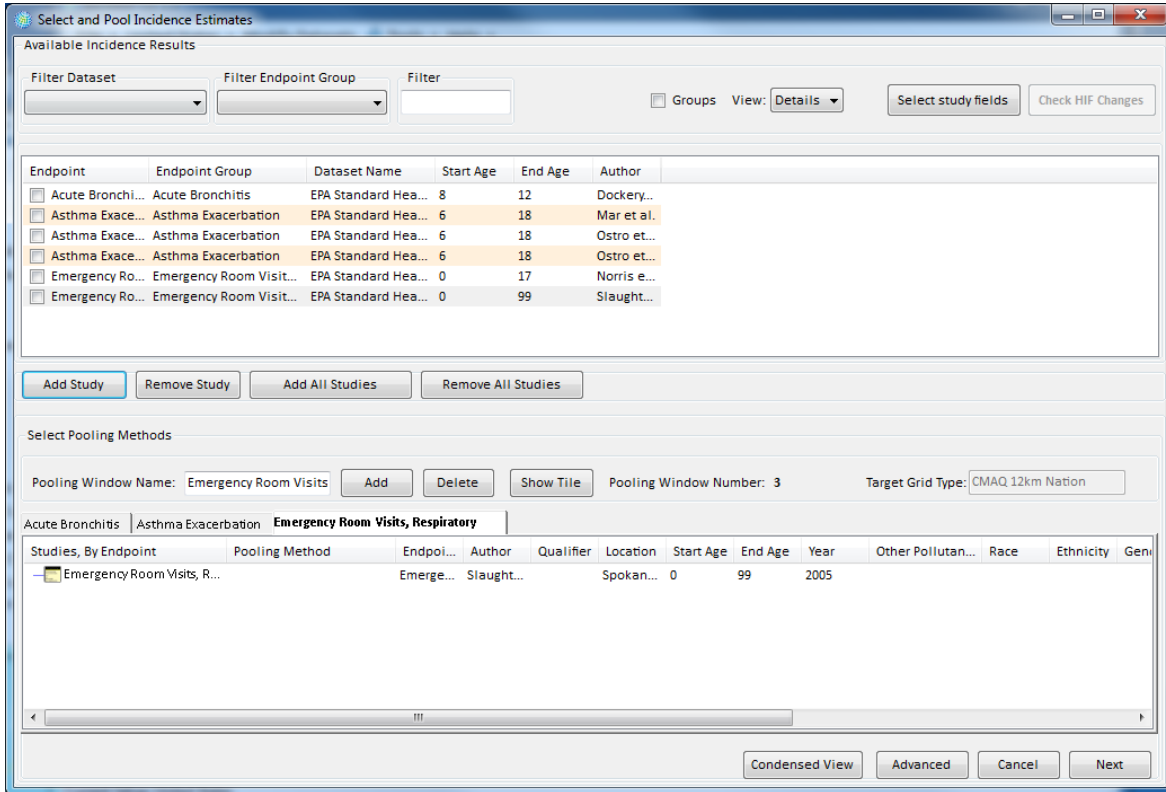 Select and Pool Incidence Estimates
Available Incidence Results
Filter Dataset Filter Endpoint Group Filter
Groups View: Details Select study fields Check HIF Changes
Endpoint Endpoint Group Dataset Name Start Age End Age Author
Acute Bronchi... Acute Bronchitis EPA Standard Hea... 8 12 Dockery...
Asthma Exace... Asthma Exacerbation EPA Standard Hea... 6 18 Mar et al.
Asthma Exace... Asthma Exacerbation EPA Standard Hea... 6 18 Ostro et...
Asthma Exace... Asthma Exacerbation EPA Standard Hea... 6 18 Ostro et...
Emergency Ro... Emergency Room Visit... EPA Standard Hea... 0 17 Norris e...
Emergency Ro... Emergency Room Visit... EPA Standard Hea... 0 99 Slaught...
Add Study Remove Study Add All Studies Remove All Studies
Select Pooling Methods
Pooling Window Name: Emergency Room Visits Add Delete Show Tile Pooling Window Number: 3 Target Grid Type: CMAQ 12km Nation
Acute Bronchitis Asthma Exacerbation Emergency Room Visits, Respiratory
Studies, By Endpoint Pooling Method Endpoi... Author Qualifier Location Start Age End Age Year Other Pollutan... Race Ethnicity Gen
Emergency Room Visits, R... Emerge... Slaught... Spokan... 0 99 2005
Condensed View Advanced Cancel Next